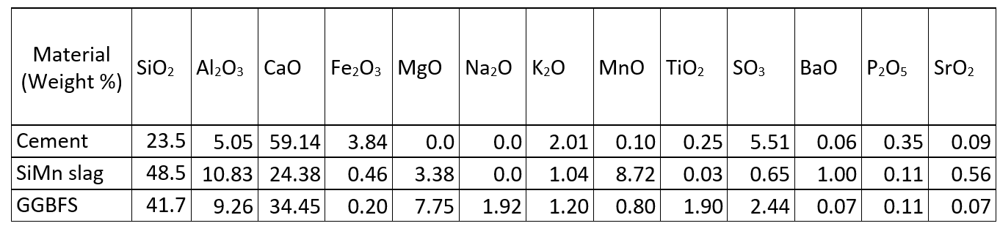 Material (Weight %) SiO₂ Al₂O₃ CaO Fe₂O₃ MgO Na₂O K₂O MnO TiO₂ SO₃ BaO P₂O₅ SrO₂
Cement 23.5 5.05 59.14 3.84 0.0 0.0 2.01 0.10 0.25 5.51 0.06 0.35 0.09
SiMn slag 48.5 10.83 24.38 0.46 3.38 0.0 1.04 8.72 0.03 0.65 1.00 0.11 0.56
GGBFS 41.7 9.26 34.45 0.20 7.75 1.92 1.20 0.80 1.90 2.44 0.07 0.11 0.07